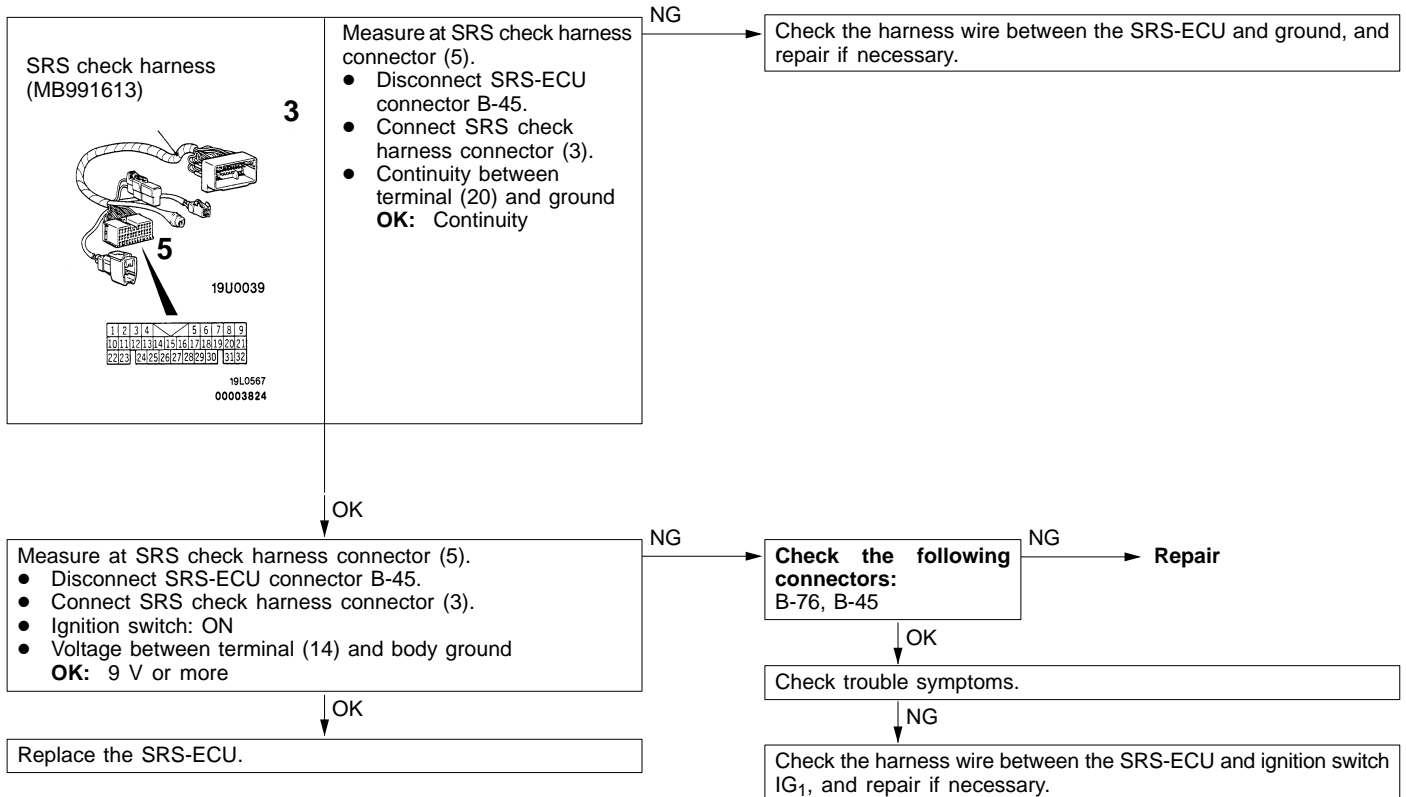 SRS check harness
(MB991613)
3
5
19U0039
1 2 3 4 5 6 7 8 9
10 11 12 13 14 15 16 17 18 19 20 21
22 23 24 25 26 27 28 29 30 31 32
19L0567
00003824
Measure at SRS check harness
connector (5).
● Disconnect SRS-ECU
connector B-45.
● Connect SRS check
harness connector (3).
● Continuity between
terminal (20) and ground
OK: Continuity
NG
Check the harness wire between the SRS-ECU and ground, and
repair if necessary.
OK
Measure at SRS check harness connector (5).
● Disconnect SRS-ECU connector B-45.
● Connect SRS check harness connector (3).
● Ignition switch: ON
● Voltage between terminal (14) and body ground
OK: 9 V or more
NG
Check the following
connectors:
B-76, B-45
NG
Repair
OK
Check trouble symptoms.
NG
Check the harness wire between the SRS-ECU and ignition switch
IG1, and repair if necessary.
OK
Replace the SRS-ECU.